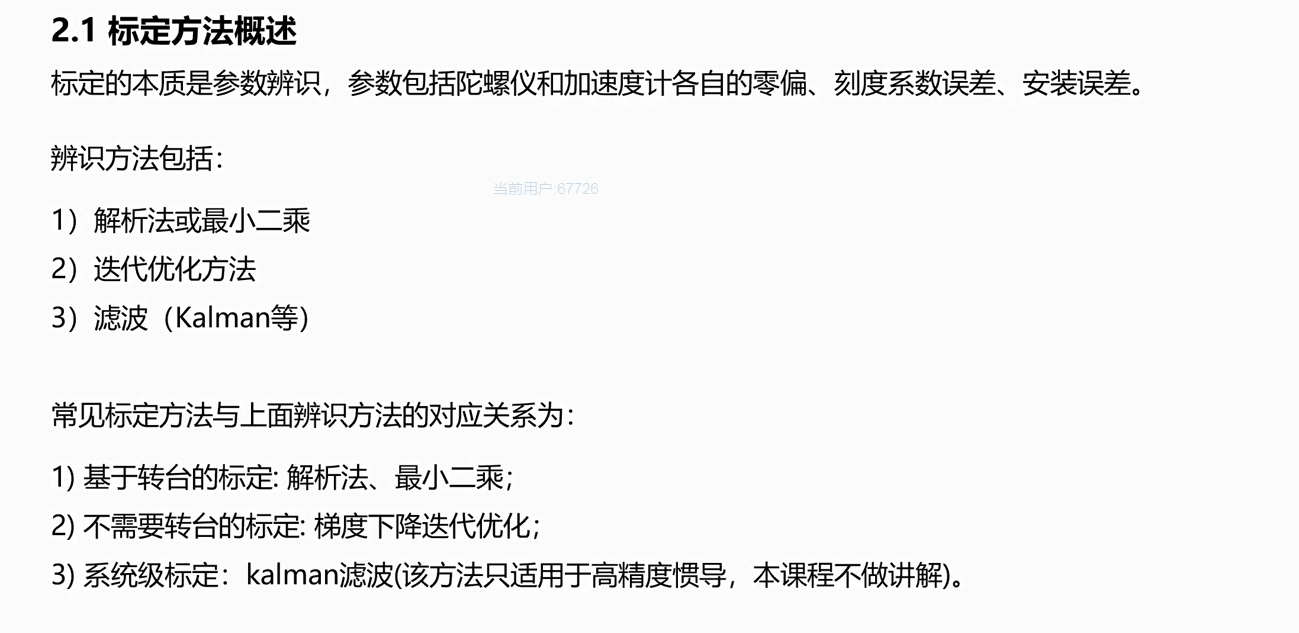 2.1 标定方法概述
标定的本质是参数辨识，参数包括陀螺仪和加速度计各自的零偏、刻度系数误差、安装误差。
辨识方法包括：
当前用户:67726
1）解析法或最小二乘
2）迭代优化方法
3）滤波（Kalman等）
常见标定方法与上面辨识方法的对应关系为：
1) 基于转台的标定: 解析法、最小二乘；
2) 不需要转台的标定: 梯度下降迭代优化；
3) 系统级标定：kalman滤波(该方法只适用于高精度惯导，本课程不做讲解)。